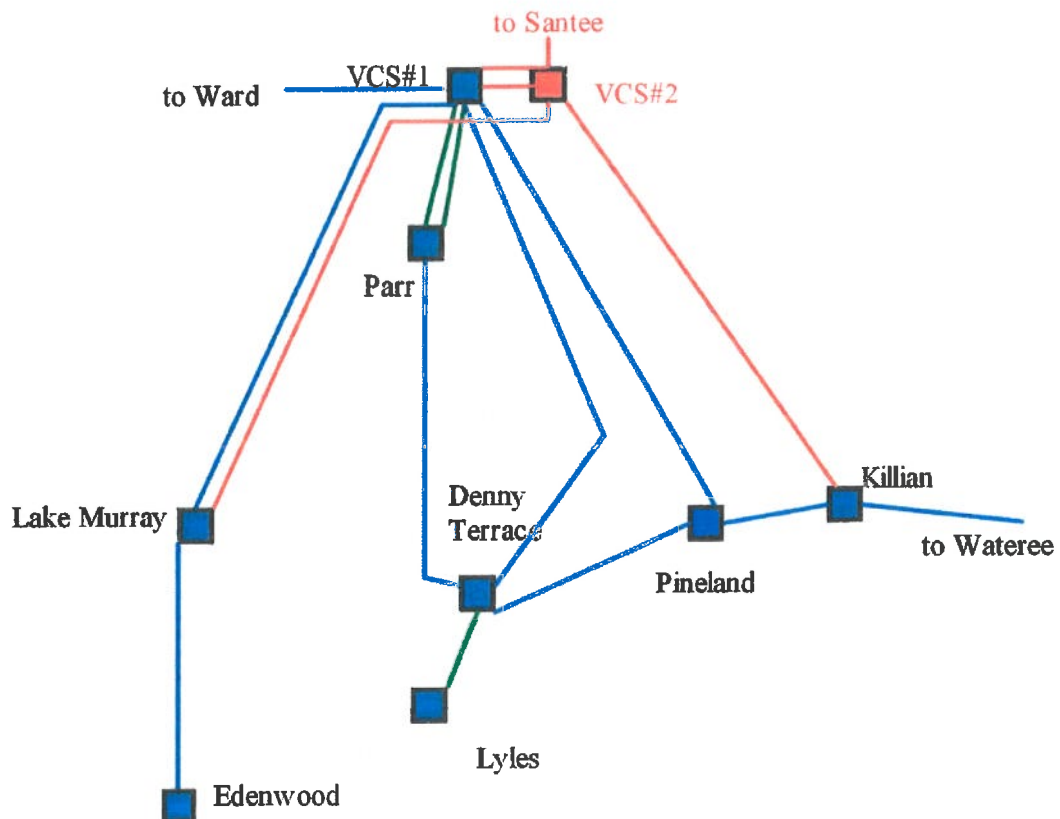 to Santee
VCS#1
VCS#2
to Ward
Parr
Killian
Denny
Terrace
Lake Murray
to Wateree
Pineland
Lyles
Edenwood